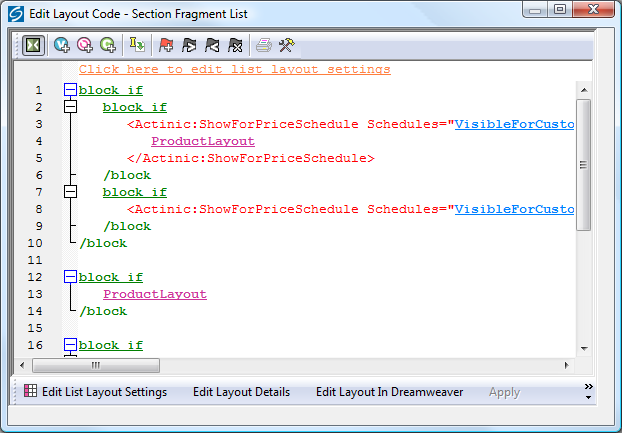 Edit Layout Code - Section Fragment List
Click here to edit list layout settings
1 block if
2 block if
3 <Actinic:ShowForPriceSchedule Schedules="VisibleForCusto
4 ProductLayout
5 </Actinic:ShowForPriceSchedule>
6 /block
7 block if
8 <Actinic:ShowForPriceSchedule Schedules="VisibleForCusto
9 /block
10 /block
11
12 block if
13 ProductLayout
14 /block
15
16 block if
Edit List Layout Settings Edit Layout Details Edit Layout In Dreamweaver Apply